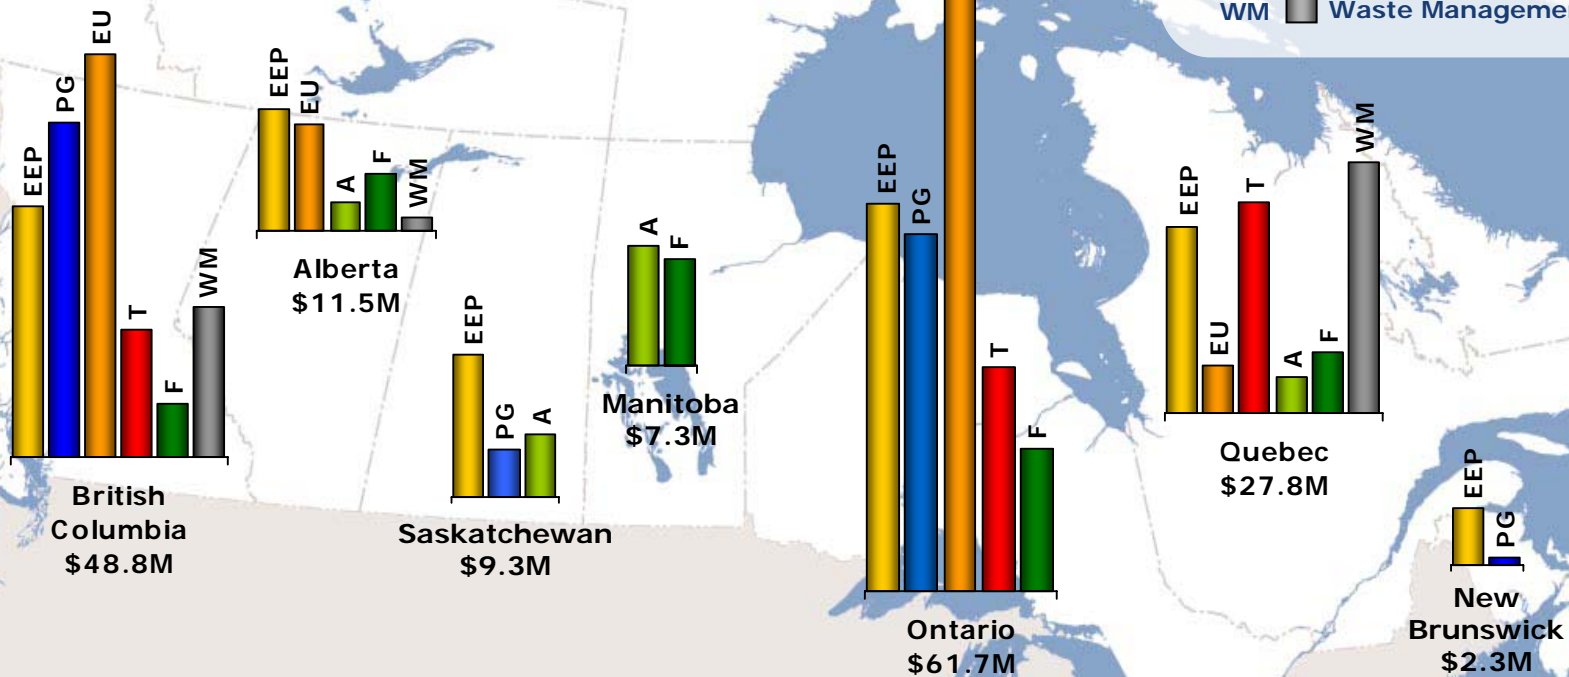 WM Waste Manageme
EEP
PG
EU
T
F
WM
British
Columbia
$48.8M
EEP
EU
A
F
WM
Alberta
$11.5M
EEP
PG
A
Saskatchewan
$9.3M
A
F
Manitoba
$7.3M
EEP
PG
T
F
Ontario
$61.7M
EEP
EU
T
A
F
WM
Quebec
$27.8M
EEP
PG
New
Brunswick
$2.3M